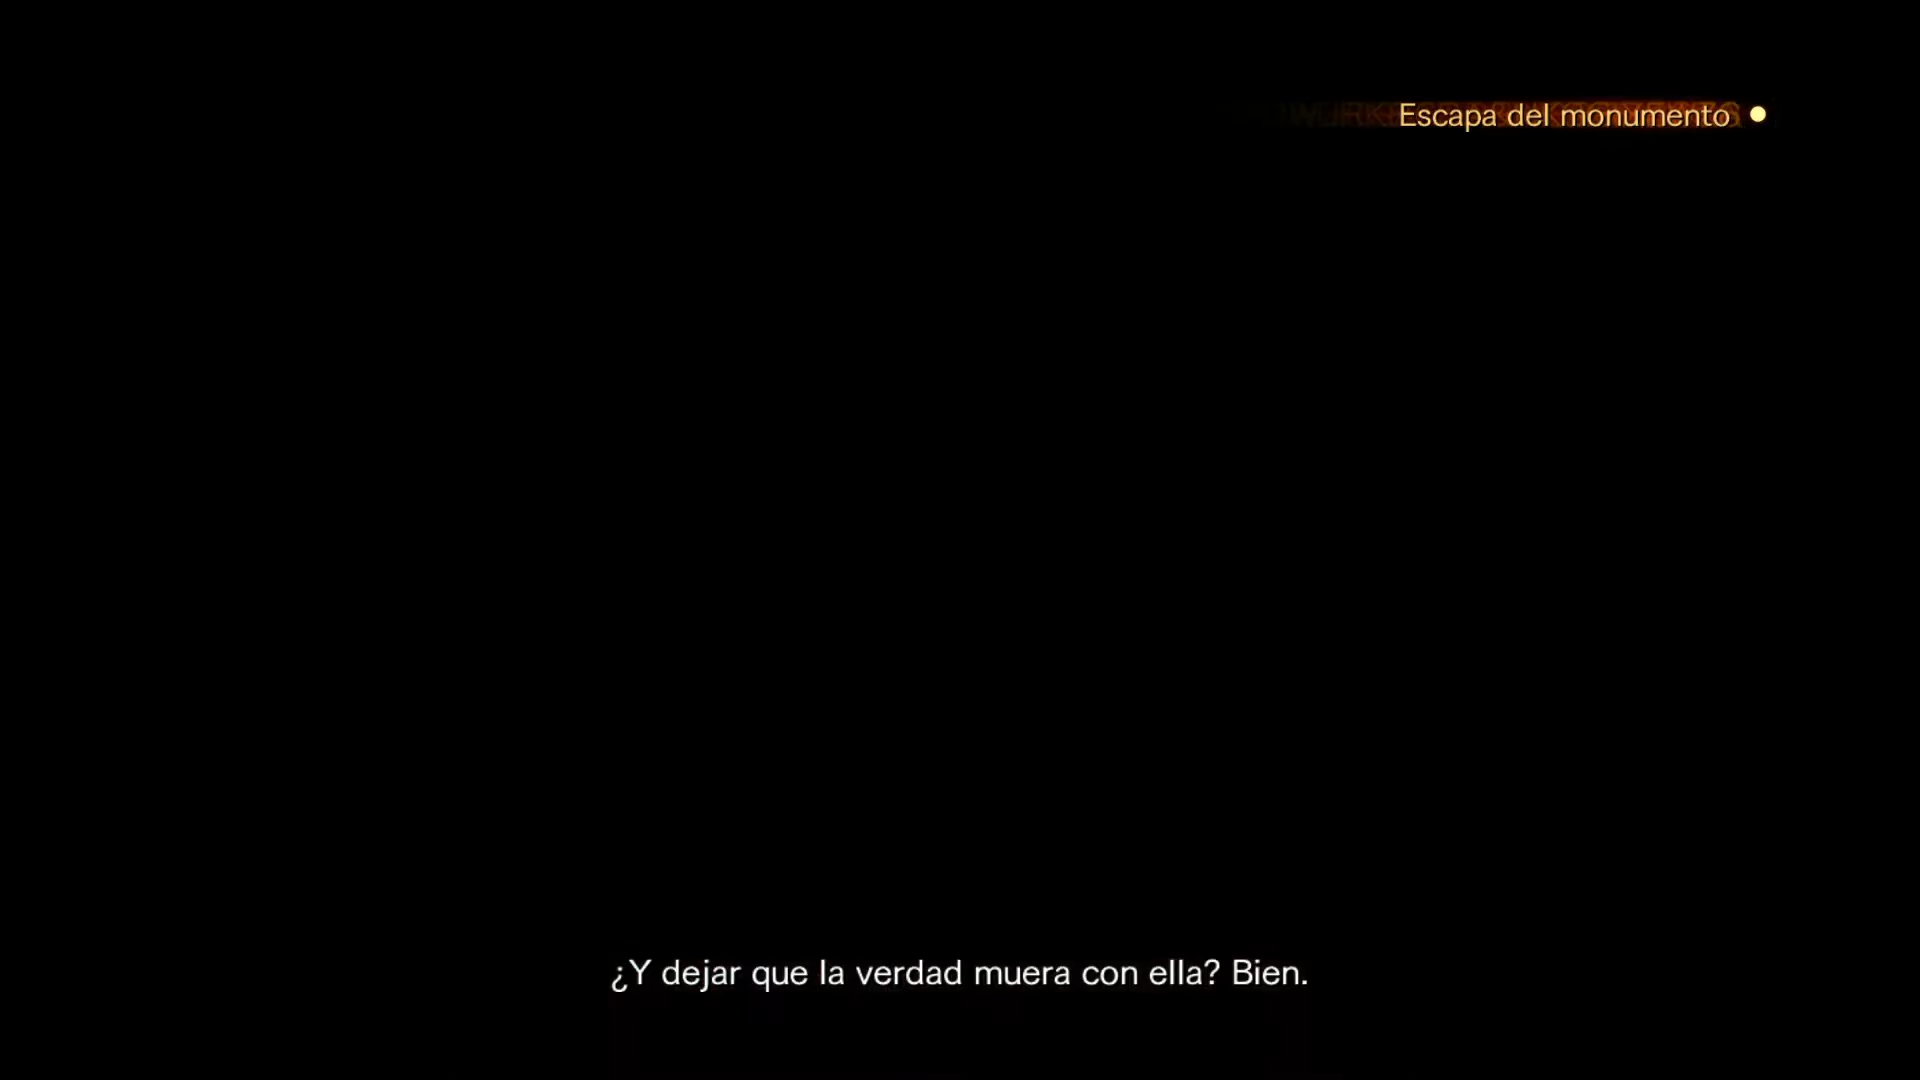 Escapa del monumento
¿Y dejar que la verdad muera con ella? Bien.